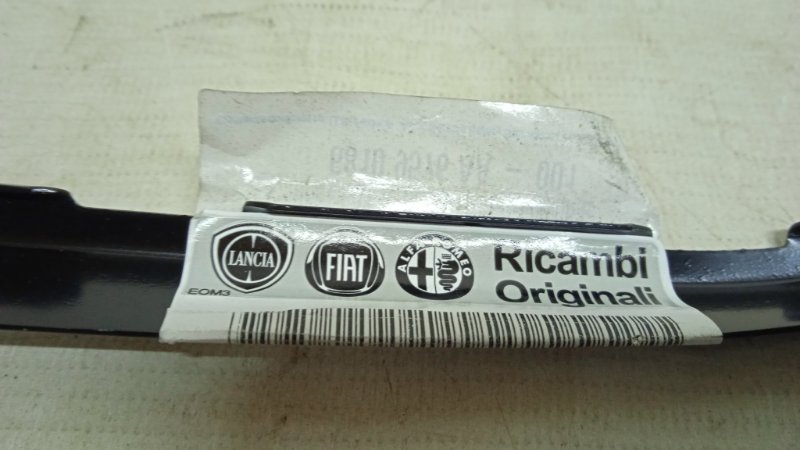 LANCIA
FIAT
ALFA ROMEO
EOM3
Ricambi
Originali